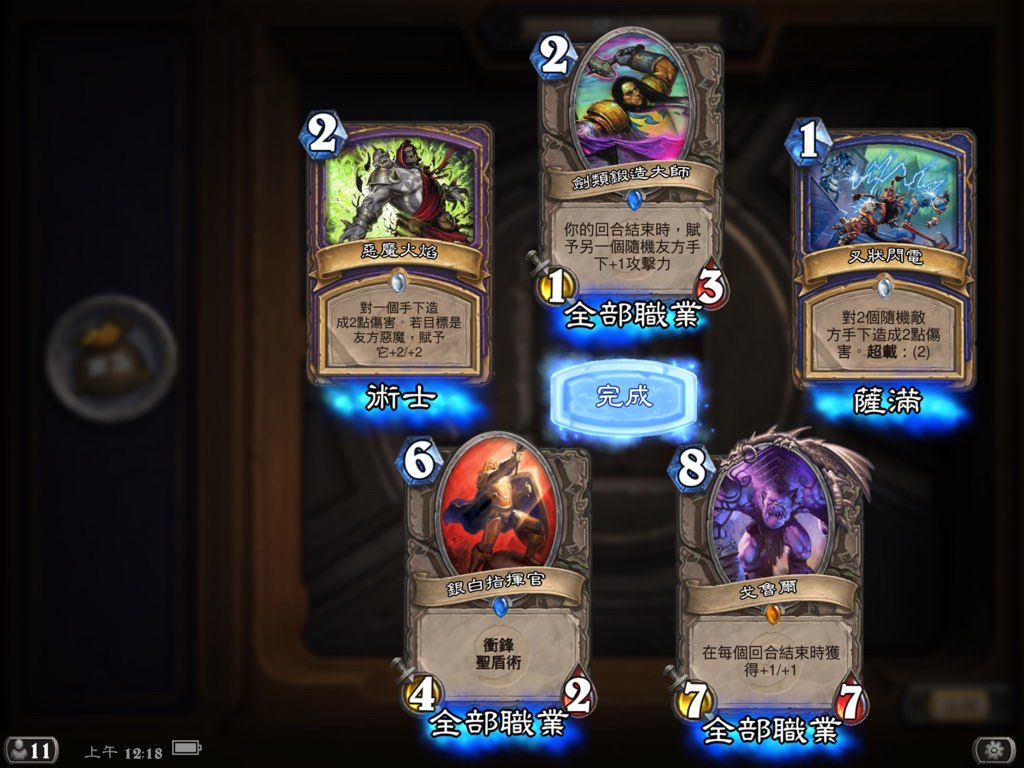 2
劍類鍛造大師
你的回合結束時，賦
予另一個隨機友方手
下+1攻擊力
1
3
全部職業
2
惡魔火焰
對一個手下造
成2點傷害。若目標是
友方惡魔，賦予
它+2/+2
術士
1
叉狀閃電
對2個隨機敵
方手下造成2點傷
害。超載：(2)
薩滿
完成
6
銀白指揮官
衝鋒
聖盾術
4
2
全部職業
8
戈魯爾
在每個回合結束時獲
得+1/+1
7
7
全部職業
11
上午 12:18